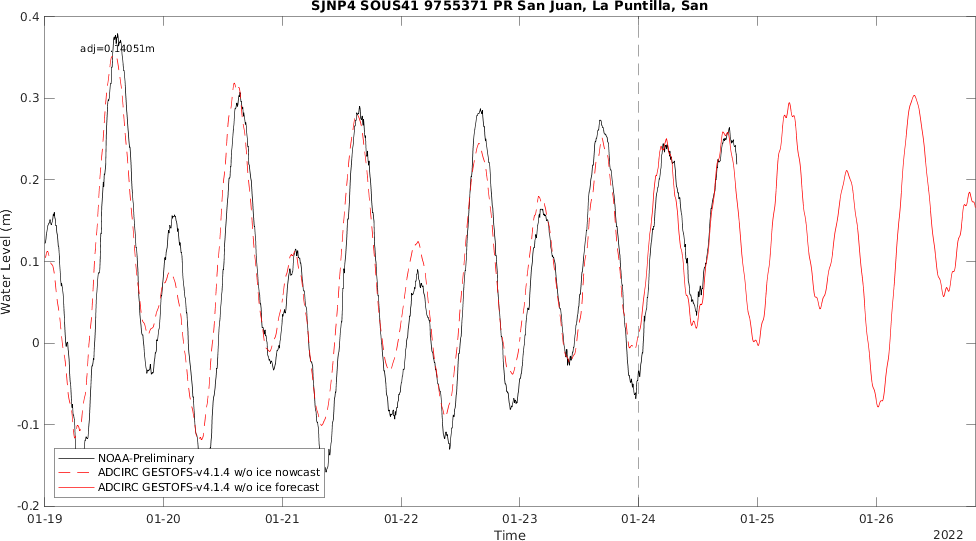 SJNP4 SOUS41 9755371 PR San Juan, La Puntilla, San
adj=0.14051m
0.4
0.3
0.2
0.1
0
-0.1
-0.2
Water Level (m)
NOAA-Preliminary
ADCIRC GESTOFS-v4.1.4 w/o ice nowcast
ADCIRC GESTOFS-v4.1.4 w/o ice forecast
01-19 01-20 01-21 01-22 01-23 01-24 01-25 01-26
Time
2022